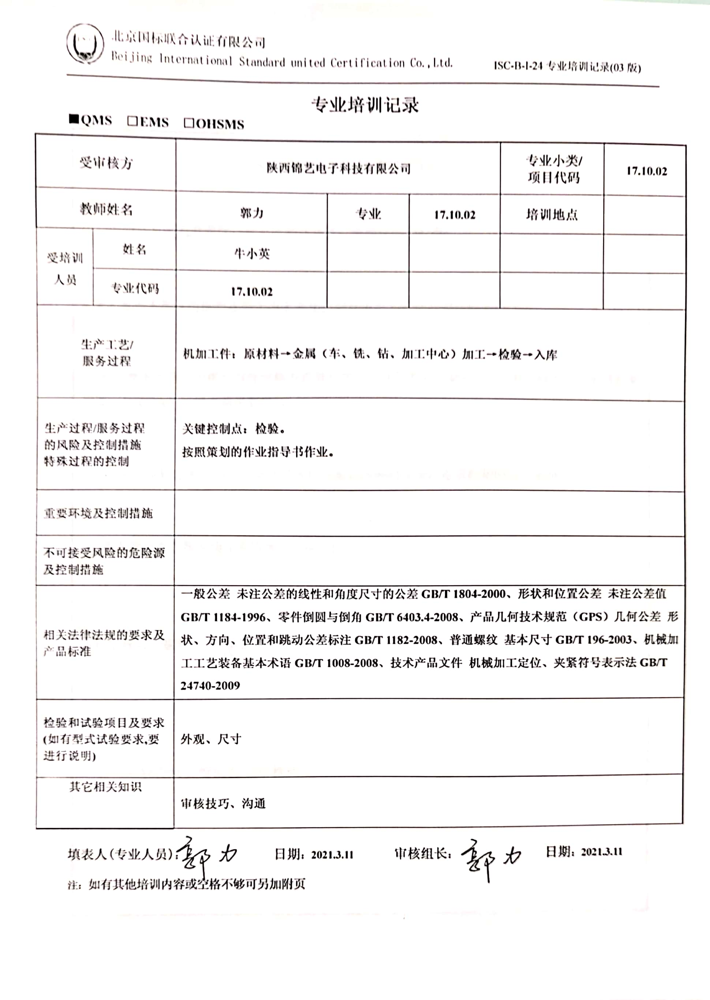 北京国标联合认证有限公司
Beijing International Standard united Certification Co.,Ltd.
ISC-B-I-24 专业培训记录(03 版)
专业培训记录
■QMS □EMS □OHSMS
受审核方
陕西锦艺电子科技有限公司
专业小类/
项目代码
17.10.02
教师姓名
郭力
专业
17.10.02
培训地点
受培训
人员
姓名
牛小英
专业代码
17.10.02
生产工艺/
服务过程
机加工件：原材料→金属（车、铣、钻、加工中心）加工→检验→入库
生产过程/服务过程
的风险及控制措施
特殊过程的控制
关键控制点：检验。
按照策划的作业指导书作业。
重要环境及控制措施
不可接受风险的危险源
及控制措施
相关法律法规的要求及
产品标准
一般公差 未注公差的线性和角度尺寸的公差 GB/T 1804-2000、形状和位置公差 未注公差值
GB/T 1184-1996、零件倒圆与倒角 GB/T 6403.4-2008、产品几何技术规范（GPS）几何公差 形
状、方向、位置和跳动公差标注 GB/T 1182-2008、普通螺纹 基本尺寸 GB/T 196-2003、机械加
工工艺装备基本术语 GB/T 1008-2008、技术产品文件 机械加工定位、夹紧符号表示法 GB/T
24740-2009
检验和试验项目及要求
(如有型式试验要求,要
进行说明)
外观、尺寸
其它相关知识
审核技巧、沟通
填表人(专业人员): 郭力 日期：2021.3.11 审核组长：郭力 日期：2021.3.11
注：如有其他培训内容或空格不够可另加附页